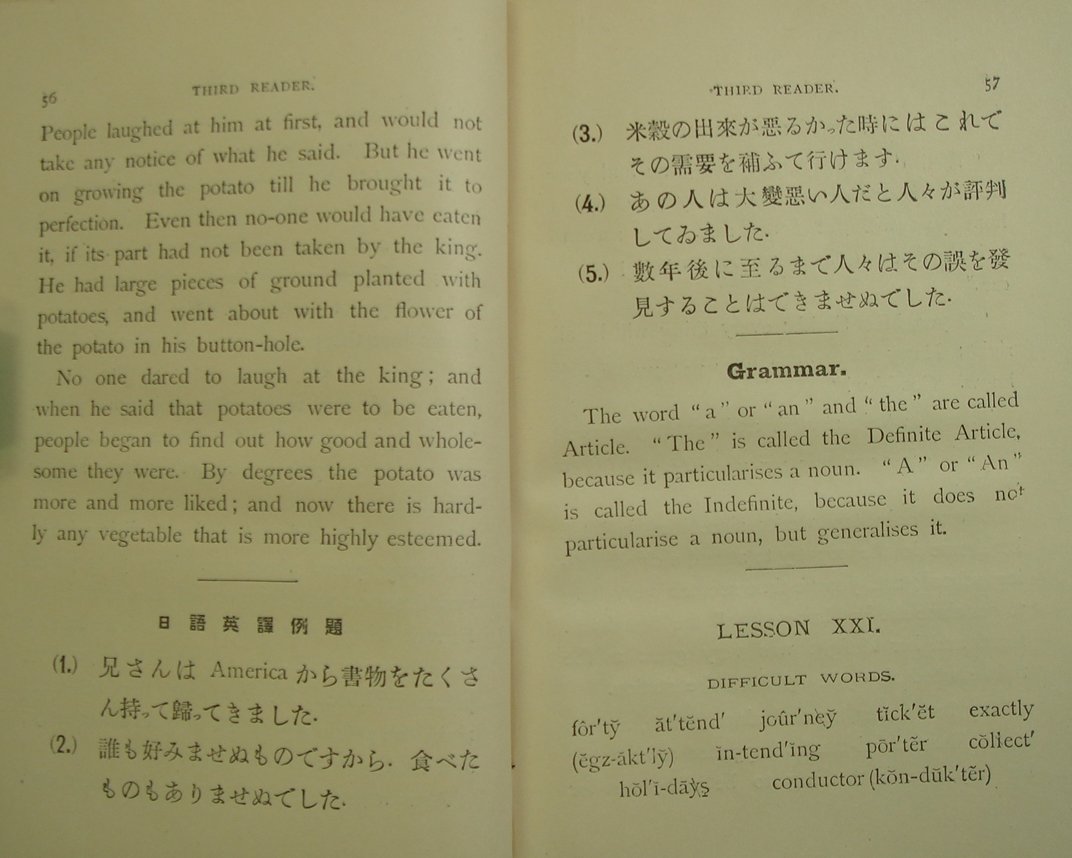 56
THIRD READER.
People laughed at him at first, and would not
take any notice of what he said. But he went
on growing the potato till he brought it to
perfection. Even then no-one would have eaten
it, if its part had not been taken by the king.
He had large pieces of ground planted with
potatoes, and went about with the flower of
the potato in his button-hole.
No one dared to laugh at the king; and
when he said that potatoes were to be eaten,
people began to find out how good and whole-
some they were. By degrees the potato was
more and more liked; and now there is hard-
ly any vegetable that is more highly esteemed.
日語英譯例題
(1.) 兄さんは America から書物をたくさ
ん持って歸ってきました.
(2.) 誰も好みませぬものですから. 食べた
ものもありませぬでした.
THIRD READER.
57
(3.) 米穀の出來が惡るかった時にはこれで
その需要を補ふて行けます.
(4.) あの人は大變惡い人だと人々が評判
してゐました.
(5.) 數年後に至るまで人々はその誤を發
見することはできませぬでした.
Grammar.
The word "a" or "an" and "the" are called
Article. "The" is called the Definite Article,
because it particularises a noun. "A" or "An"
is called the Indefinite, because it does not
particularise a noun, but generalises it.
LESSON XXI.
DIFFICULT WORDS.
fôr'tў ăt'tĕnd' joûr'neў tĭck'ĕt exactly
(ĕgz-ăkt'lў) ĭn-tend'ĭng pōr'tẽr cŏllect'
hŏl'ĭ-dāys conductor (kŏn-dŭk'tẽr)